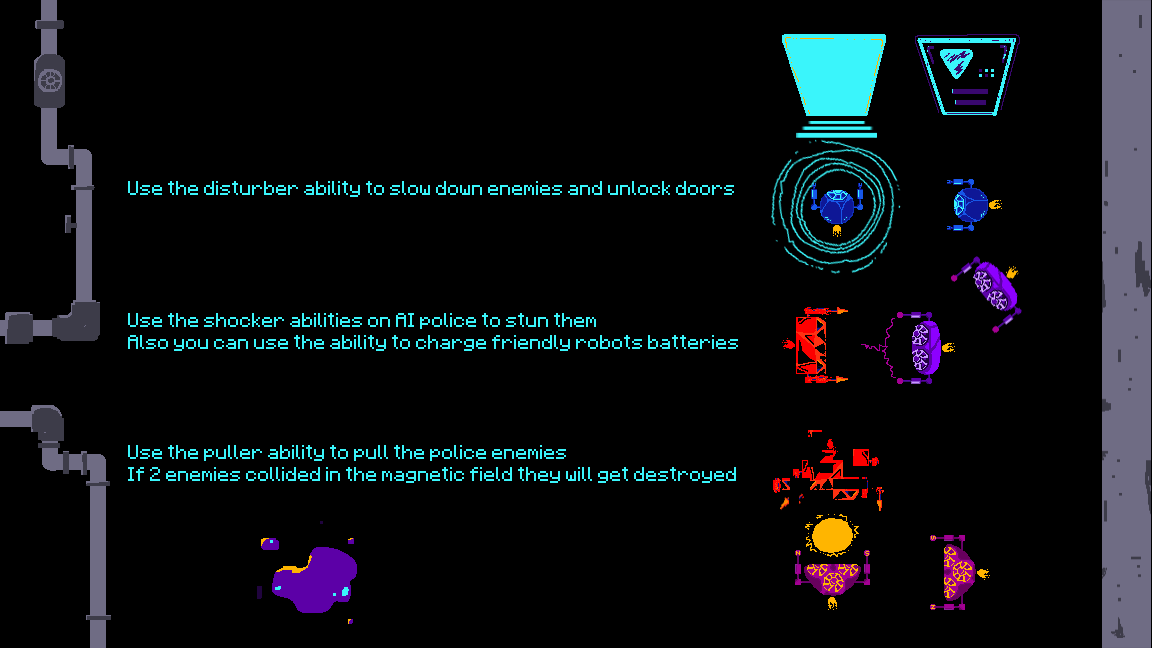 Use the disturber ability to slow down enemies and unlock doors
Use the shocker abilities on AI police to stun them
Also you can use the ability to charge friendly robots batteries
Use the puller ability to pull the police enemies
If 2 enemies collided in the magnetic field they will get destroyed